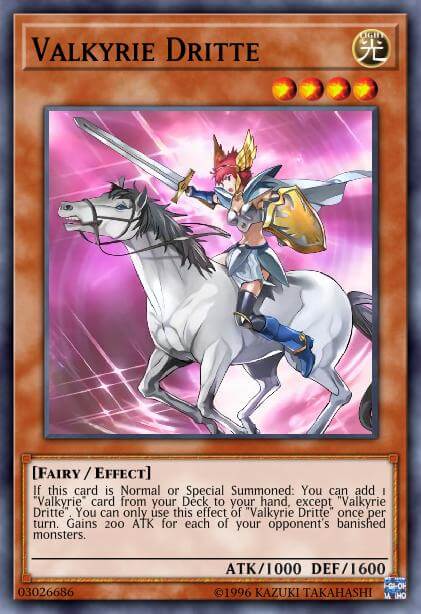 Valkyrie Dritte
LIGHT
光
[Fairy / Effect]
If this card is Normal or Special Summoned: You can add 1
"Valkyrie" card from your Deck to your hand, except "Valkyrie
Dritte". You can only use this effect of "Valkyrie Dritte" once per
turn. Gains 200 ATK for each of your opponent's banished
monsters.
ATK/1000 DEF/1600
03026686
©1996 KAZUKI TAKAHASHI